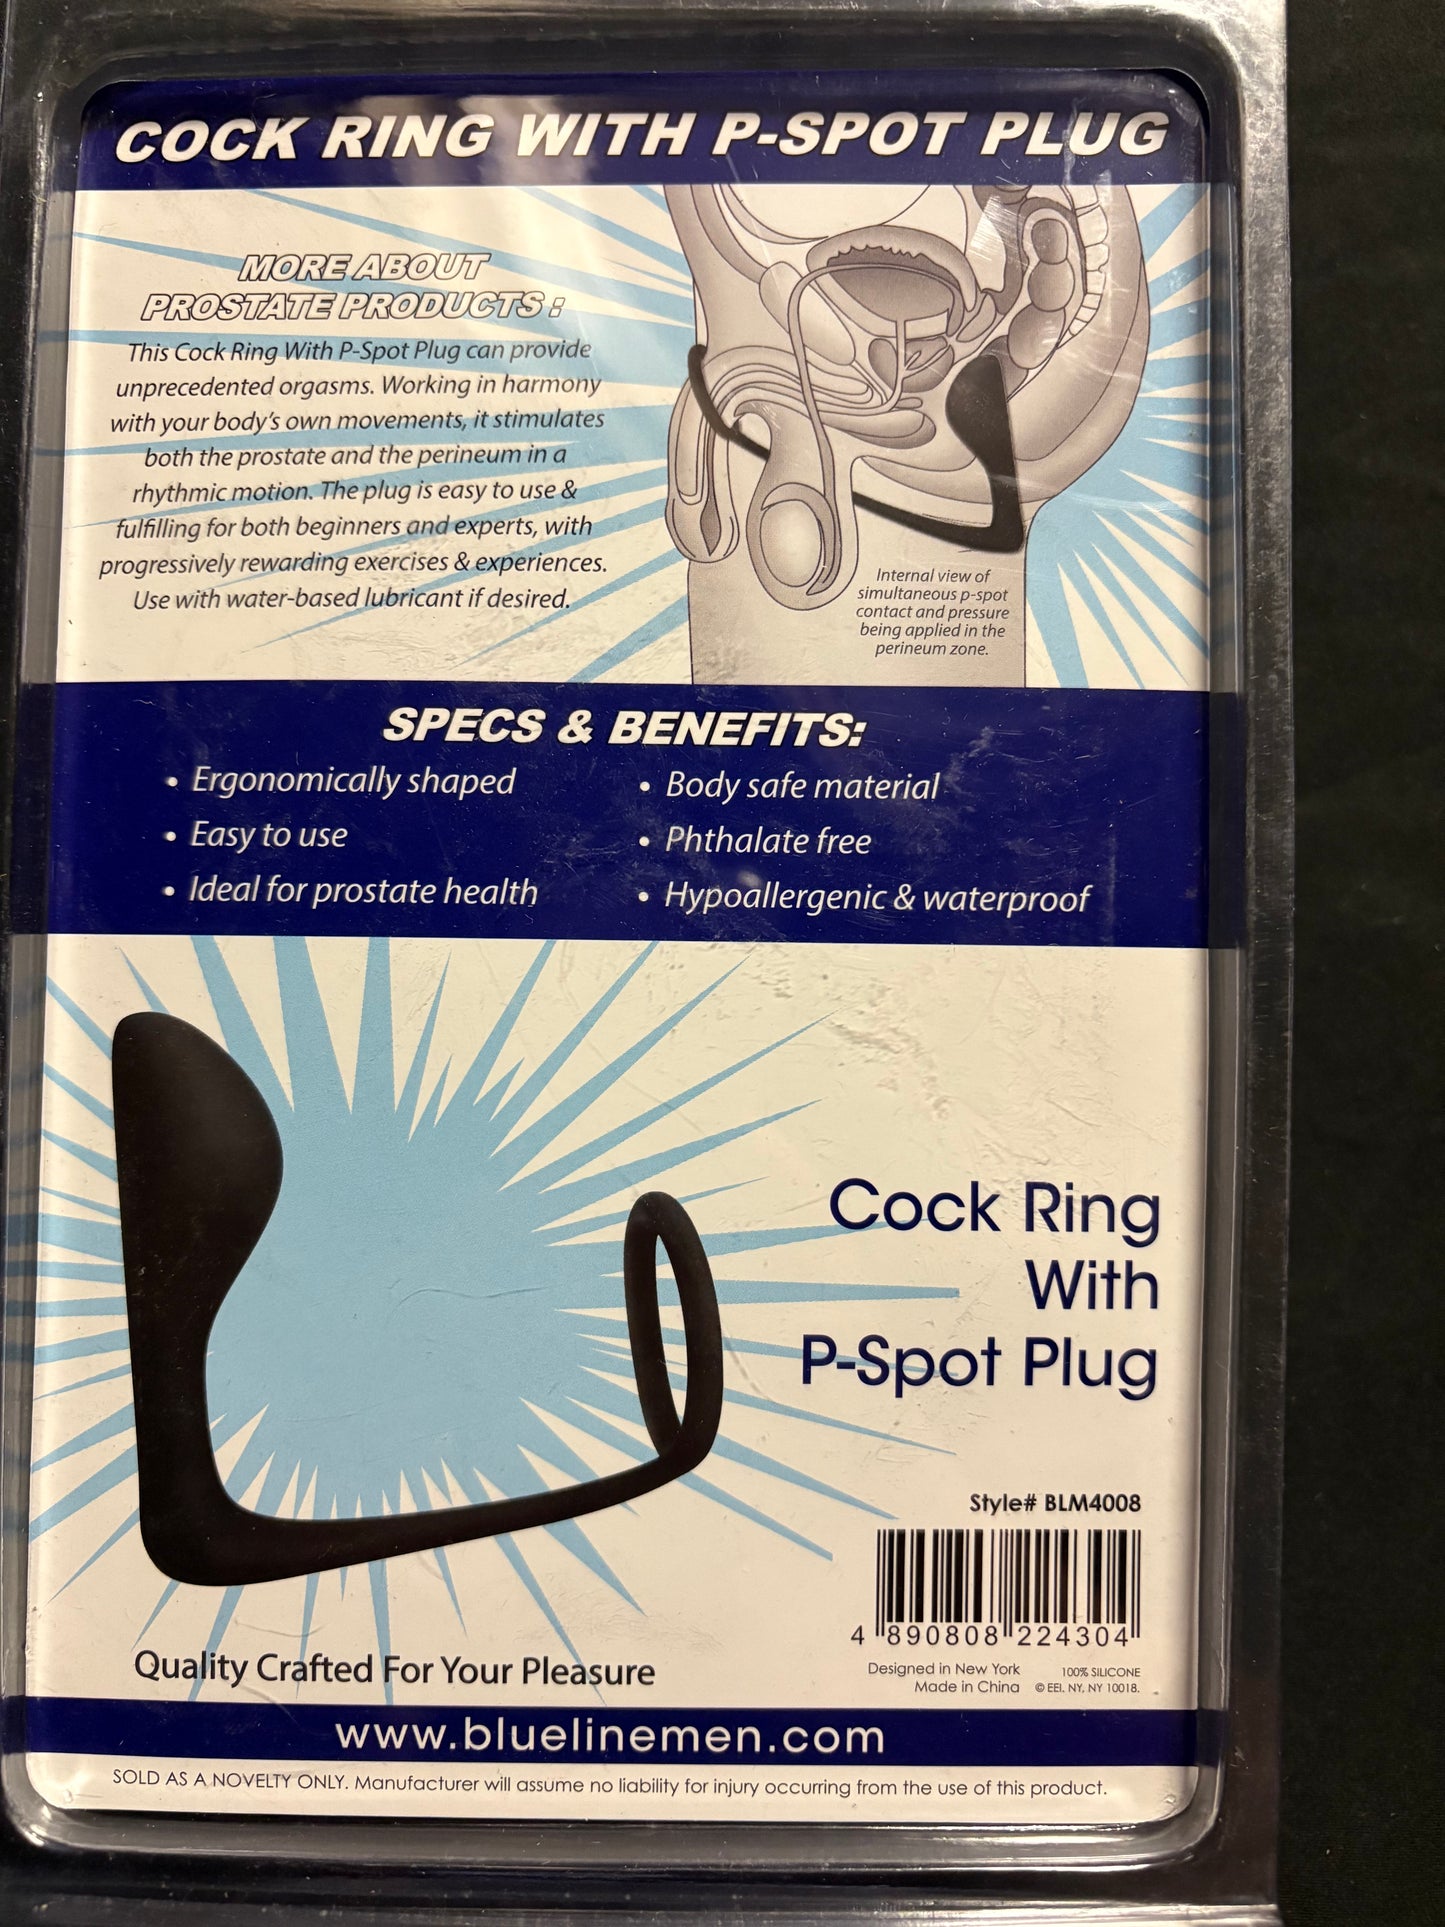 COCK RING WITH P-SPOT PLUG
MORE ABOUT
PROSTATE PRODUCTS :
This Cock Ring With P-Spot Plug can provide
unprecedented orgasms. Working in harmony
with your body's own movements, it stimulates
both the prostate and the perineum in a
rhythmic motion. The plug is easy to use &
fulfilling for both beginners and experts, with
progressively rewarding exercises & experiences.
Use with water-based lubricant if desired.
Internal view of
simultaneous p-spot
contact and pressure
being applied in the
perineum zone.
SPECS & BENEFITS:
• Ergonomically shaped
• Easy to use
• Ideal for prostate health
• Body safe material
• Phthalate free
• Hypoallergenic & waterproof
Cock Ring
With
P-Spot Plug
Style# BLM4008
4 890808 224304
Quality Crafted For Your Pleasure
Designed in New York
Made in China
100% SILICONE
© EEI, NY, NY 10018.
www.bluelinemen.com
SOLD AS A NOVELTY ONLY. Manufacturer will assume no liability for injury occurring from the use of this product.